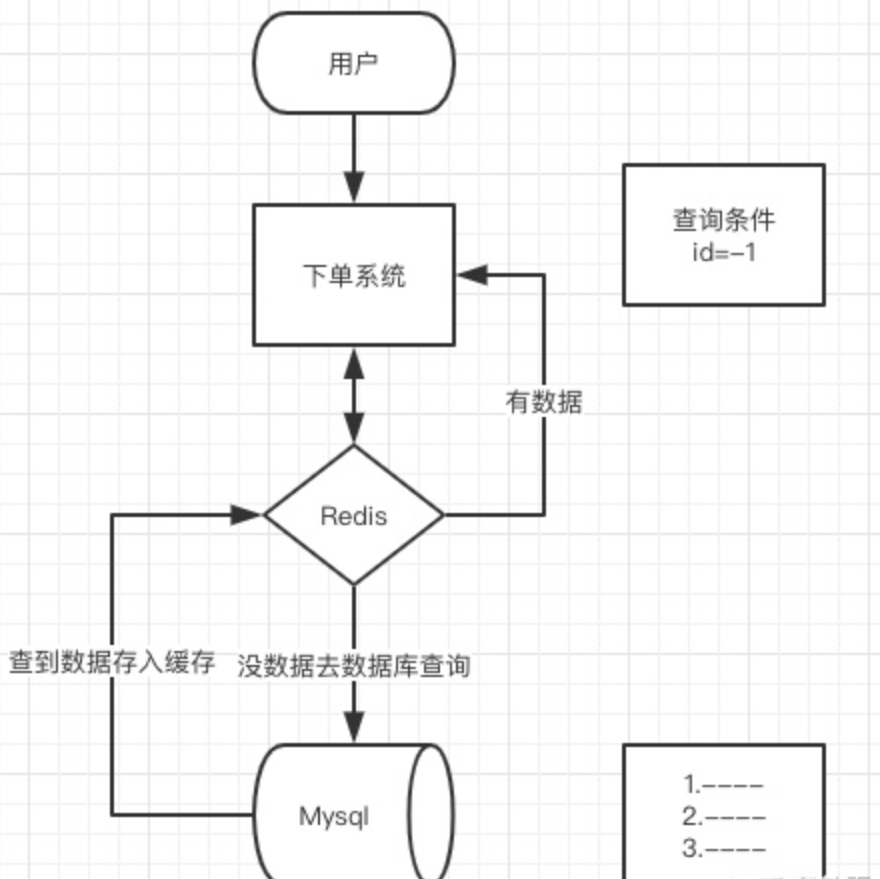 用户
下单系统
查询条件
id=-1
有数据
Redis
查到数据存入缓存
没数据去数据库查询
Mysql
1.----
2.----
3.----